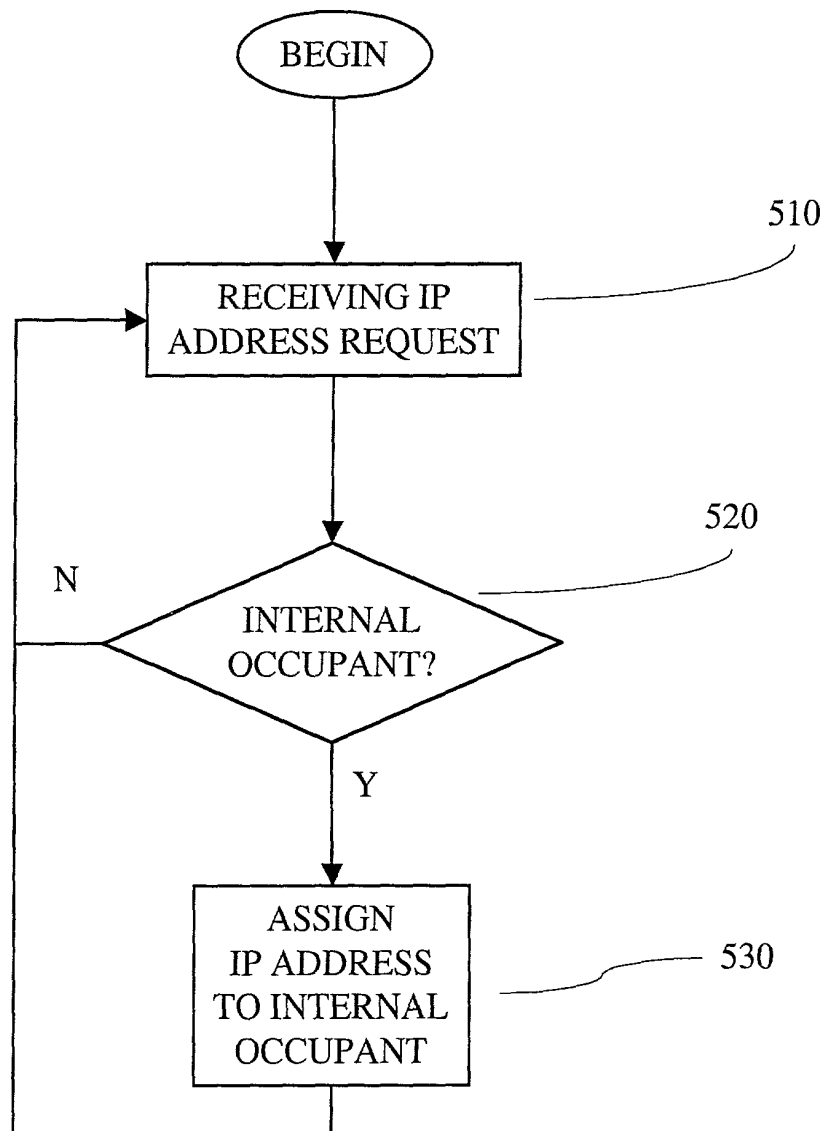 BEGIN
510
RECEIVING IP
ADDRESS REQUEST
520
N
INTERNAL
OCCUPANT?
Y
ASSIGN
IP ADDRESS
TO INTERNAL
OCCUPANT
530